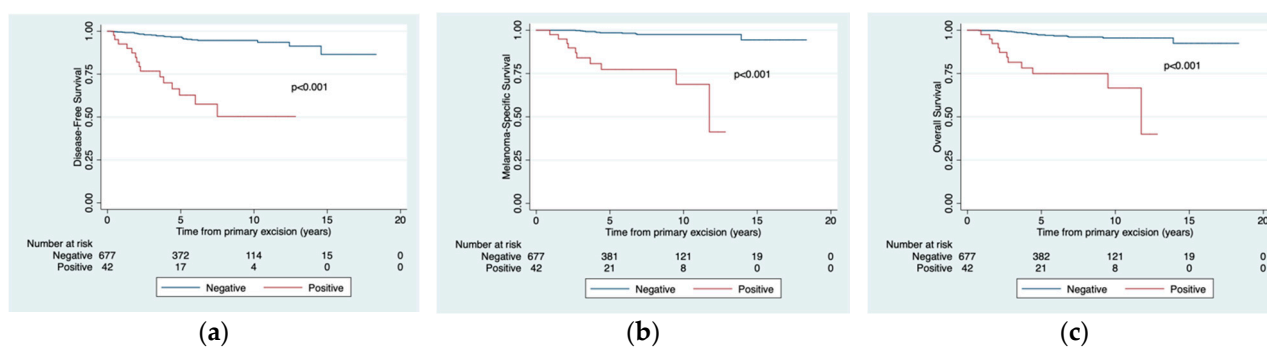 1.00
0.75
0.50
0.25
0.00
Disease-Free Survival
p<0.001
0 5 10 15 20
Time from primary excision (years)
Number at risk
Negative 677 372 114 15 0
Positive 42 17 4 0 0
Negative Positive
(a)
1.00
0.75
0.50
0.25
0.00
Melanoma-Specific Survival
p<0.001
0 5 10 15 20
Time from primary excision (years)
Number at risk
Negative 677 381 121 19 0
Positive 42 21 8 0 0
Negative Positive
(b)
1.00
0.75
0.50
0.25
0.00
Overall Survival
p<0.001
0 5 10 15 20
Time from primary excision (years)
Number at risk
Negative 677 382 121 19 0
Positive 42 21 8 0 0
Negative Positive
(c)